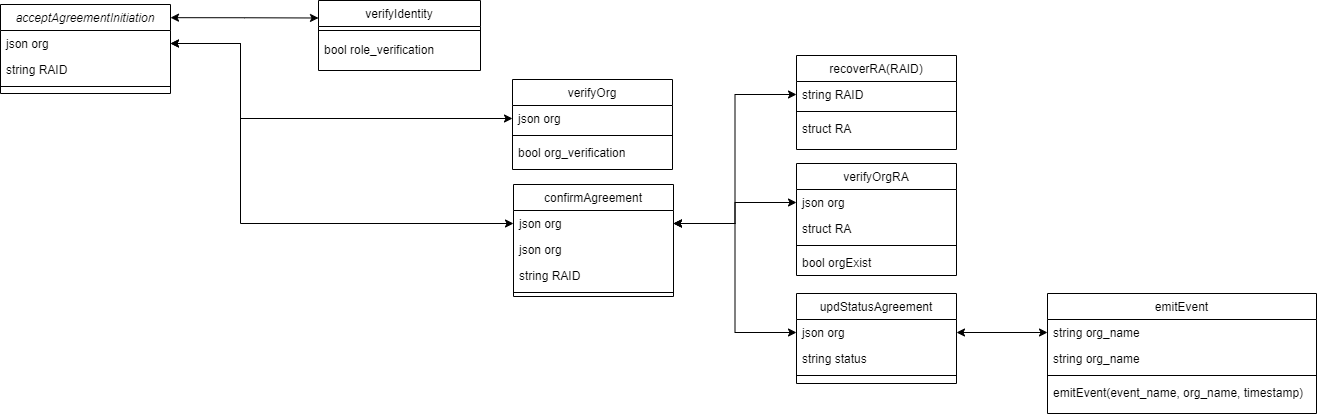 acceptAgreementInitiation
json org
string RAID
verifyIdentity
bool role_verification
verifyOrg
json org
bool org_verification
confirmAgreement
json org
json org
string RAID
recoverRA(RAID)
string RAID
struct RA
verifyOrgRA
json org
struct RA
bool orgExist
updStatusAgreement
json org
string status
emitEvent
string org_name
string org_name
emitEvent(event_name, org_name, timestamp)